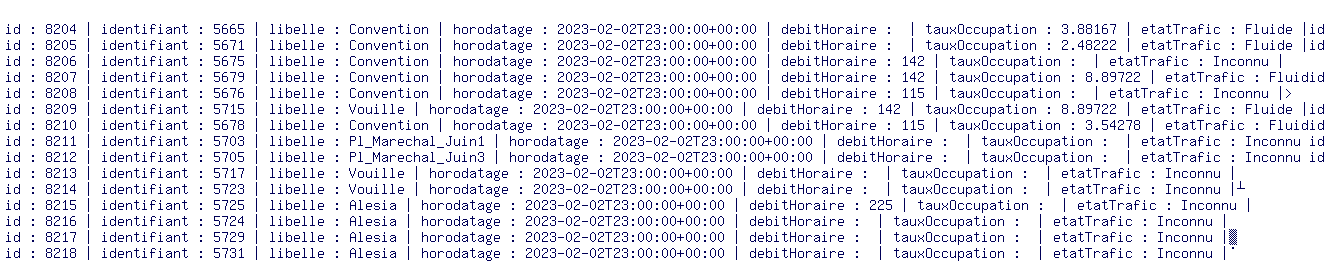 id : 8204 | identifiant : 5665 | libelle : Convention | horodatage : 2023-02-02T23:00:00+00:00 | debitHoraire :  | tauxOccupation : 3.88167 | etatTrafic : Fluide |id
id : 8205 | identifiant : 5671 | libelle : Convention | horodatage : 2023-02-02T23:00:00+00:00 | debitHoraire :  | tauxOccupation : 2.48222 | etatTrafic : Fluide |id
id : 8206 | identifiant : 5675 | libelle : Convention | horodatage : 2023-02-02T23:00:00+00:00 | debitHoraire : 142 | tauxOccupation :  | etatTrafic : Inconnu |
id : 8207 | identifiant : 5679 | libelle : Convention | horodatage : 2023-02-02T23:00:00+00:00 | debitHoraire : 142 | tauxOccupation : 8.89722 | etatTrafic : Fluidid
id : 8208 | identifiant : 5676 | libelle : Convention | horodatage : 2023-02-02T23:00:00+00:00 | debitHoraire : 115 | tauxOccupation :  | etatTrafic : Inconnu |>
id : 8209 | identifiant : 5715 | libelle : Vouille | horodatage : 2023-02-02T23:00:00+00:00 | debitHoraire : 142 | tauxOccupation : 8.89722 | etatTrafic : Fluide |id
id : 8210 | identifiant : 5678 | libelle : Convention | horodatage : 2023-02-02T23:00:00+00:00 | debitHoraire : 115 | tauxOccupation : 3.54278 | etatTrafic : Fluidid
id : 8211 | identifiant : 5703 | libelle : Pl_Marechal_Juin1 | horodatage : 2023-02-02T23:00:00+00:00 | debitHoraire :  | tauxOccupation :  | etatTrafic : Inconnu id
id : 8212 | identifiant : 5705 | libelle : Pl_Marechal_Juin3 | horodatage : 2023-02-02T23:00:00+00:00 | debitHoraire :  | tauxOccupation :  | etatTrafic : Inconnu id
id : 8213 | identifiant : 5717 | libelle : Vouille | horodatage : 2023-02-02T23:00:00+00:00 | debitHoraire :  | tauxOccupation :  | etatTrafic : Inconnu |
id : 8214 | identifiant : 5723 | libelle : Vouille | horodatage : 2023-02-02T23:00:00+00:00 | debitHoraire :  | tauxOccupation :  | etatTrafic : Inconnu |┴
id : 8215 | identifiant : 5725 | libelle : Alesia | horodatage : 2023-02-02T23:00:00+00:00 | debitHoraire : 225 | tauxOccupation :  | etatTrafic : Inconnu |
id : 8216 | identifiant : 5724 | libelle : Alesia | horodatage : 2023-02-02T23:00:00+00:00 | debitHoraire :  | tauxOccupation :  | etatTrafic : Inconnu |
id : 8217 | identifiant : 5729 | libelle : Alesia | horodatage : 2023-02-02T23:00:00+00:00 | debitHoraire :  | tauxOccupation :  | etatTrafic : Inconnu |▒
id : 8218 | identifiant : 5731 | libelle : Alesia | horodatage : 2023-02-02T23:00:00+00:00 | debitHoraire :  | tauxOccupation :  | etatTrafic : Inconnu |